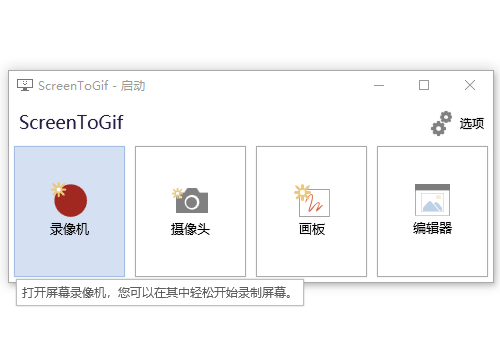 ScreenToGif - 启动
ScreenToGif
选项
录像机
摄像头
画板
编辑器
打开屏幕录像机，您可以在其中轻松开始录制屏幕。